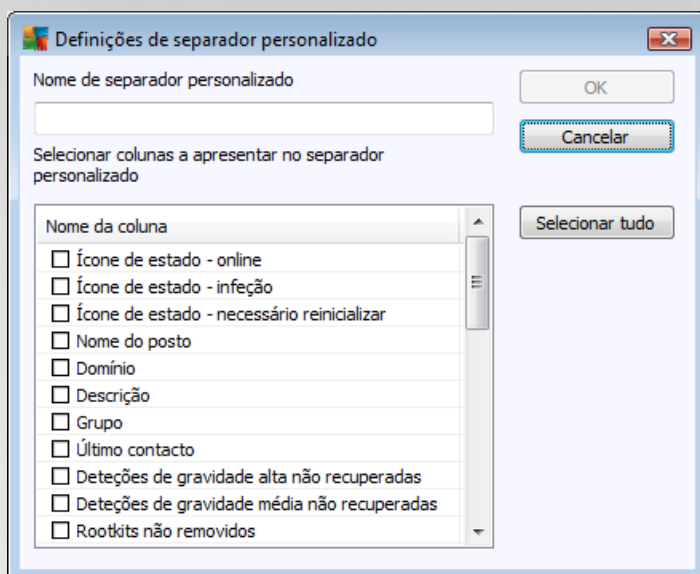 Definições de separador personalizado
Nome de separador personalizado
OK
Cancelar
Selecionar colunas a apresentar no separador
personalizado
Selecionar tudo
Nome da coluna
Ícone de estado - online
Ícone de estado - infeção
Ícone de estado - necessário reinicializar
Nome do posto
Domínio
Descrição
Grupo
Último contacto
Deteções de gravidade alta não recuperadas
Deteções de gravidade média não recuperadas
Rootkits não removidos